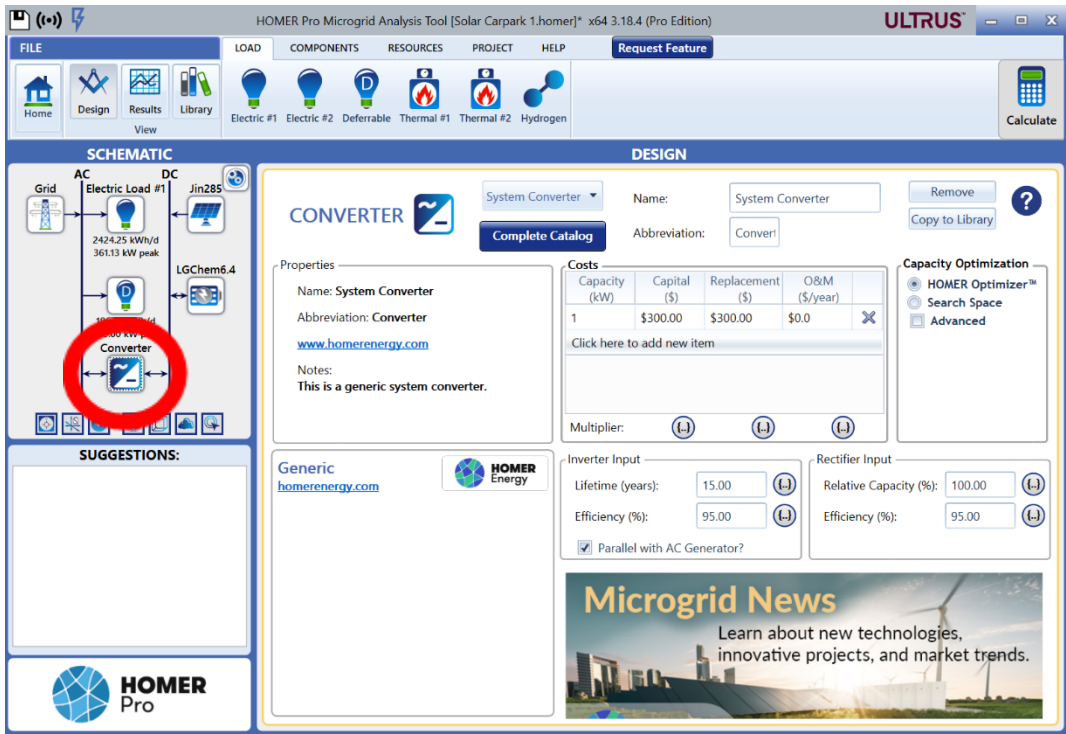 HOMER Pro Microgrid Analysis Tool [Solar Carpark 1.homer]* x64 3.18.4 (Pro Edition)
ULTRUS™
FILE
LOAD
COMPONENTS
RESOURCES
PROJECT
HELP
Request Feature
Home
Design
Results
Library
View
Electric #1
Electric #2
Deferrable
Thermal #1
Thermal #2
Hydrogen
Calculate
SCHEMATIC
AC
DC
Grid
Electric Load #1
Jin285
2424.25 kWh/d
361.13 kW peak
LGChem6.4
Converter
SUGGESTIONS:
HOMER
Pro
DESIGN
CONVERTER
System Converter
Complete Catalog
Name:
System Converter
Abbreviation:
Convert
Remove
Copy to Library
?
Properties
Name: System Converter
Abbreviation: Converter
www.homerenergy.com
Notes:
This is a generic system converter.
Costs
Capacity
(kW)
Capital
($)
Replacement
($)
O&M
($/year)
1
$300.00
$300.00
$0.0
Click here to add new item
Multiplier:
{..}
{..}
{..}
Capacity Optimization
HOMER Optimizer™
Search Space
Advanced
Generic
homerenergy.com
HOMER
Energy
Inverter Input
Lifetime (years):
15.00
{..}
Efficiency (%):
95.00
{..}
Parallel with AC Generator?
Rectifier Input
Relative Capacity (%):
100.00
{..}
Efficiency (%):
95.00
{..}
Microgrid News
Learn about new technologies,
innovative projects, and market trends.